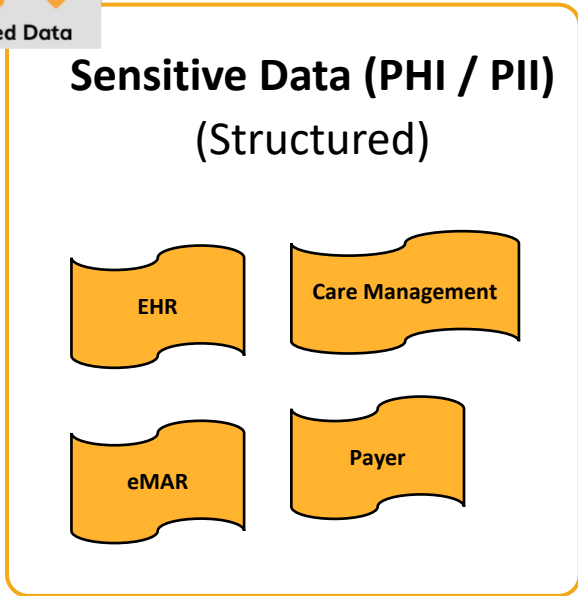 ed Data
Sensitive Data (PHI / PII)
(Structured)
EHR
Care Management
eMAR
Payer